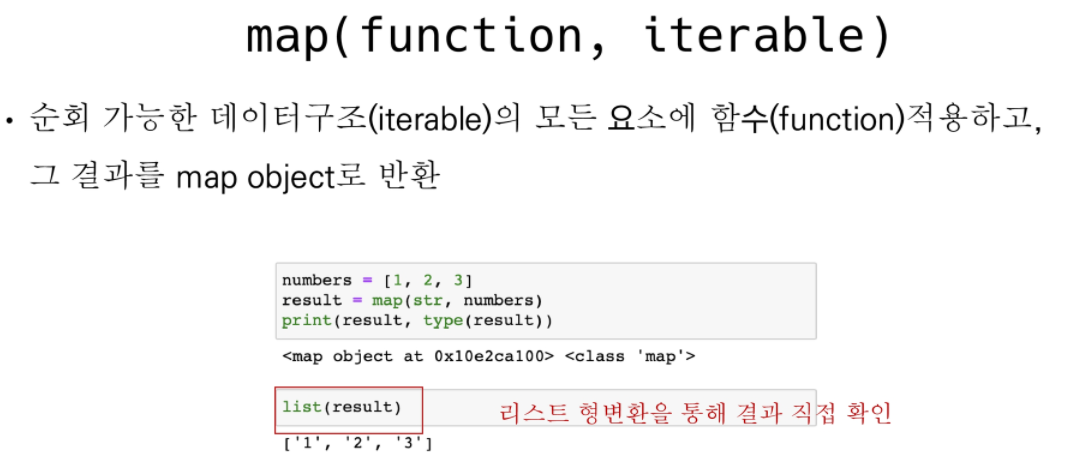 map(function, iterable)
• 순회 가능한 데이터구조(iterable)의 모든 요소에 함수(function)적용하고,
그 결과를 map object로 반환
numbers = [1, 2, 3]
result = map(str, numbers)
print(result, type(result))
<map object at 0x10e2ca100> <class 'map'>
list(result) 리스트 형변환을 통해 결과 직접 확인
['1', '2', '3']